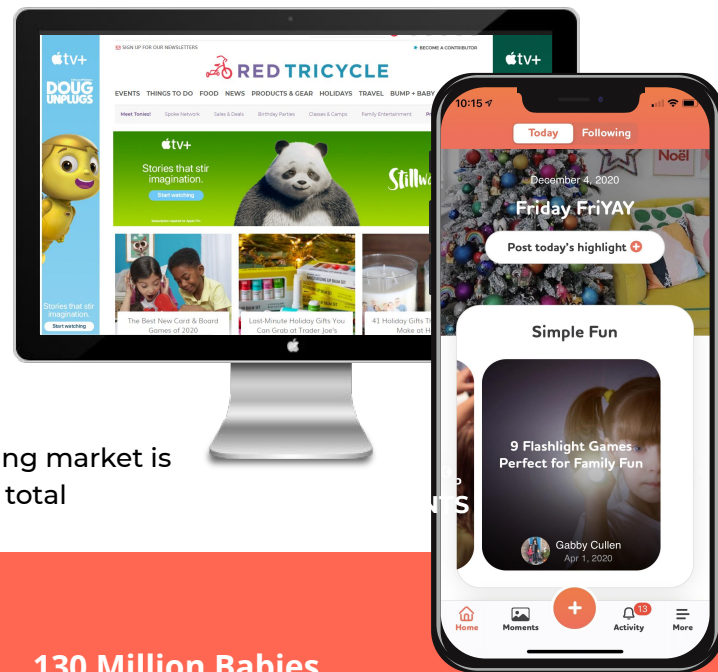 SIGN UP FOR OUR NEWSLETTERS
BECOME A CONTRIBUTOR
RED TRICYCLE
EVENTS THINGS TO DO FOOD NEWS PRODUCTS & GEAR HOLIDAYS TRAVEL BUMP + BABY
Meet Tonies! Spoke Network Sales & Deals Birthday Parties Classes & Camps Family Entertainment
tv+
DOUG
UNPLUGS
Stories that stir
imagination.
Start watching
tv+
Stories that stir
imagination.
Start watching
tv+
The Best New Card & Board
Games of 2020
Last-Minute Holiday Gifts You
Can Grab at Trader Joe's
41 Holiday Gifts
Make at
10:15
Today Following
Noël
December 4, 2020
Friday FriYAY
Post today's highlight
Simple Fun
9 Flashlight Games
Perfect for Family Fun
Gabby Cullen
Apr 1, 2020
Home Moments + Activity 13 More
ng market is
total
NTS
130 Million Babies